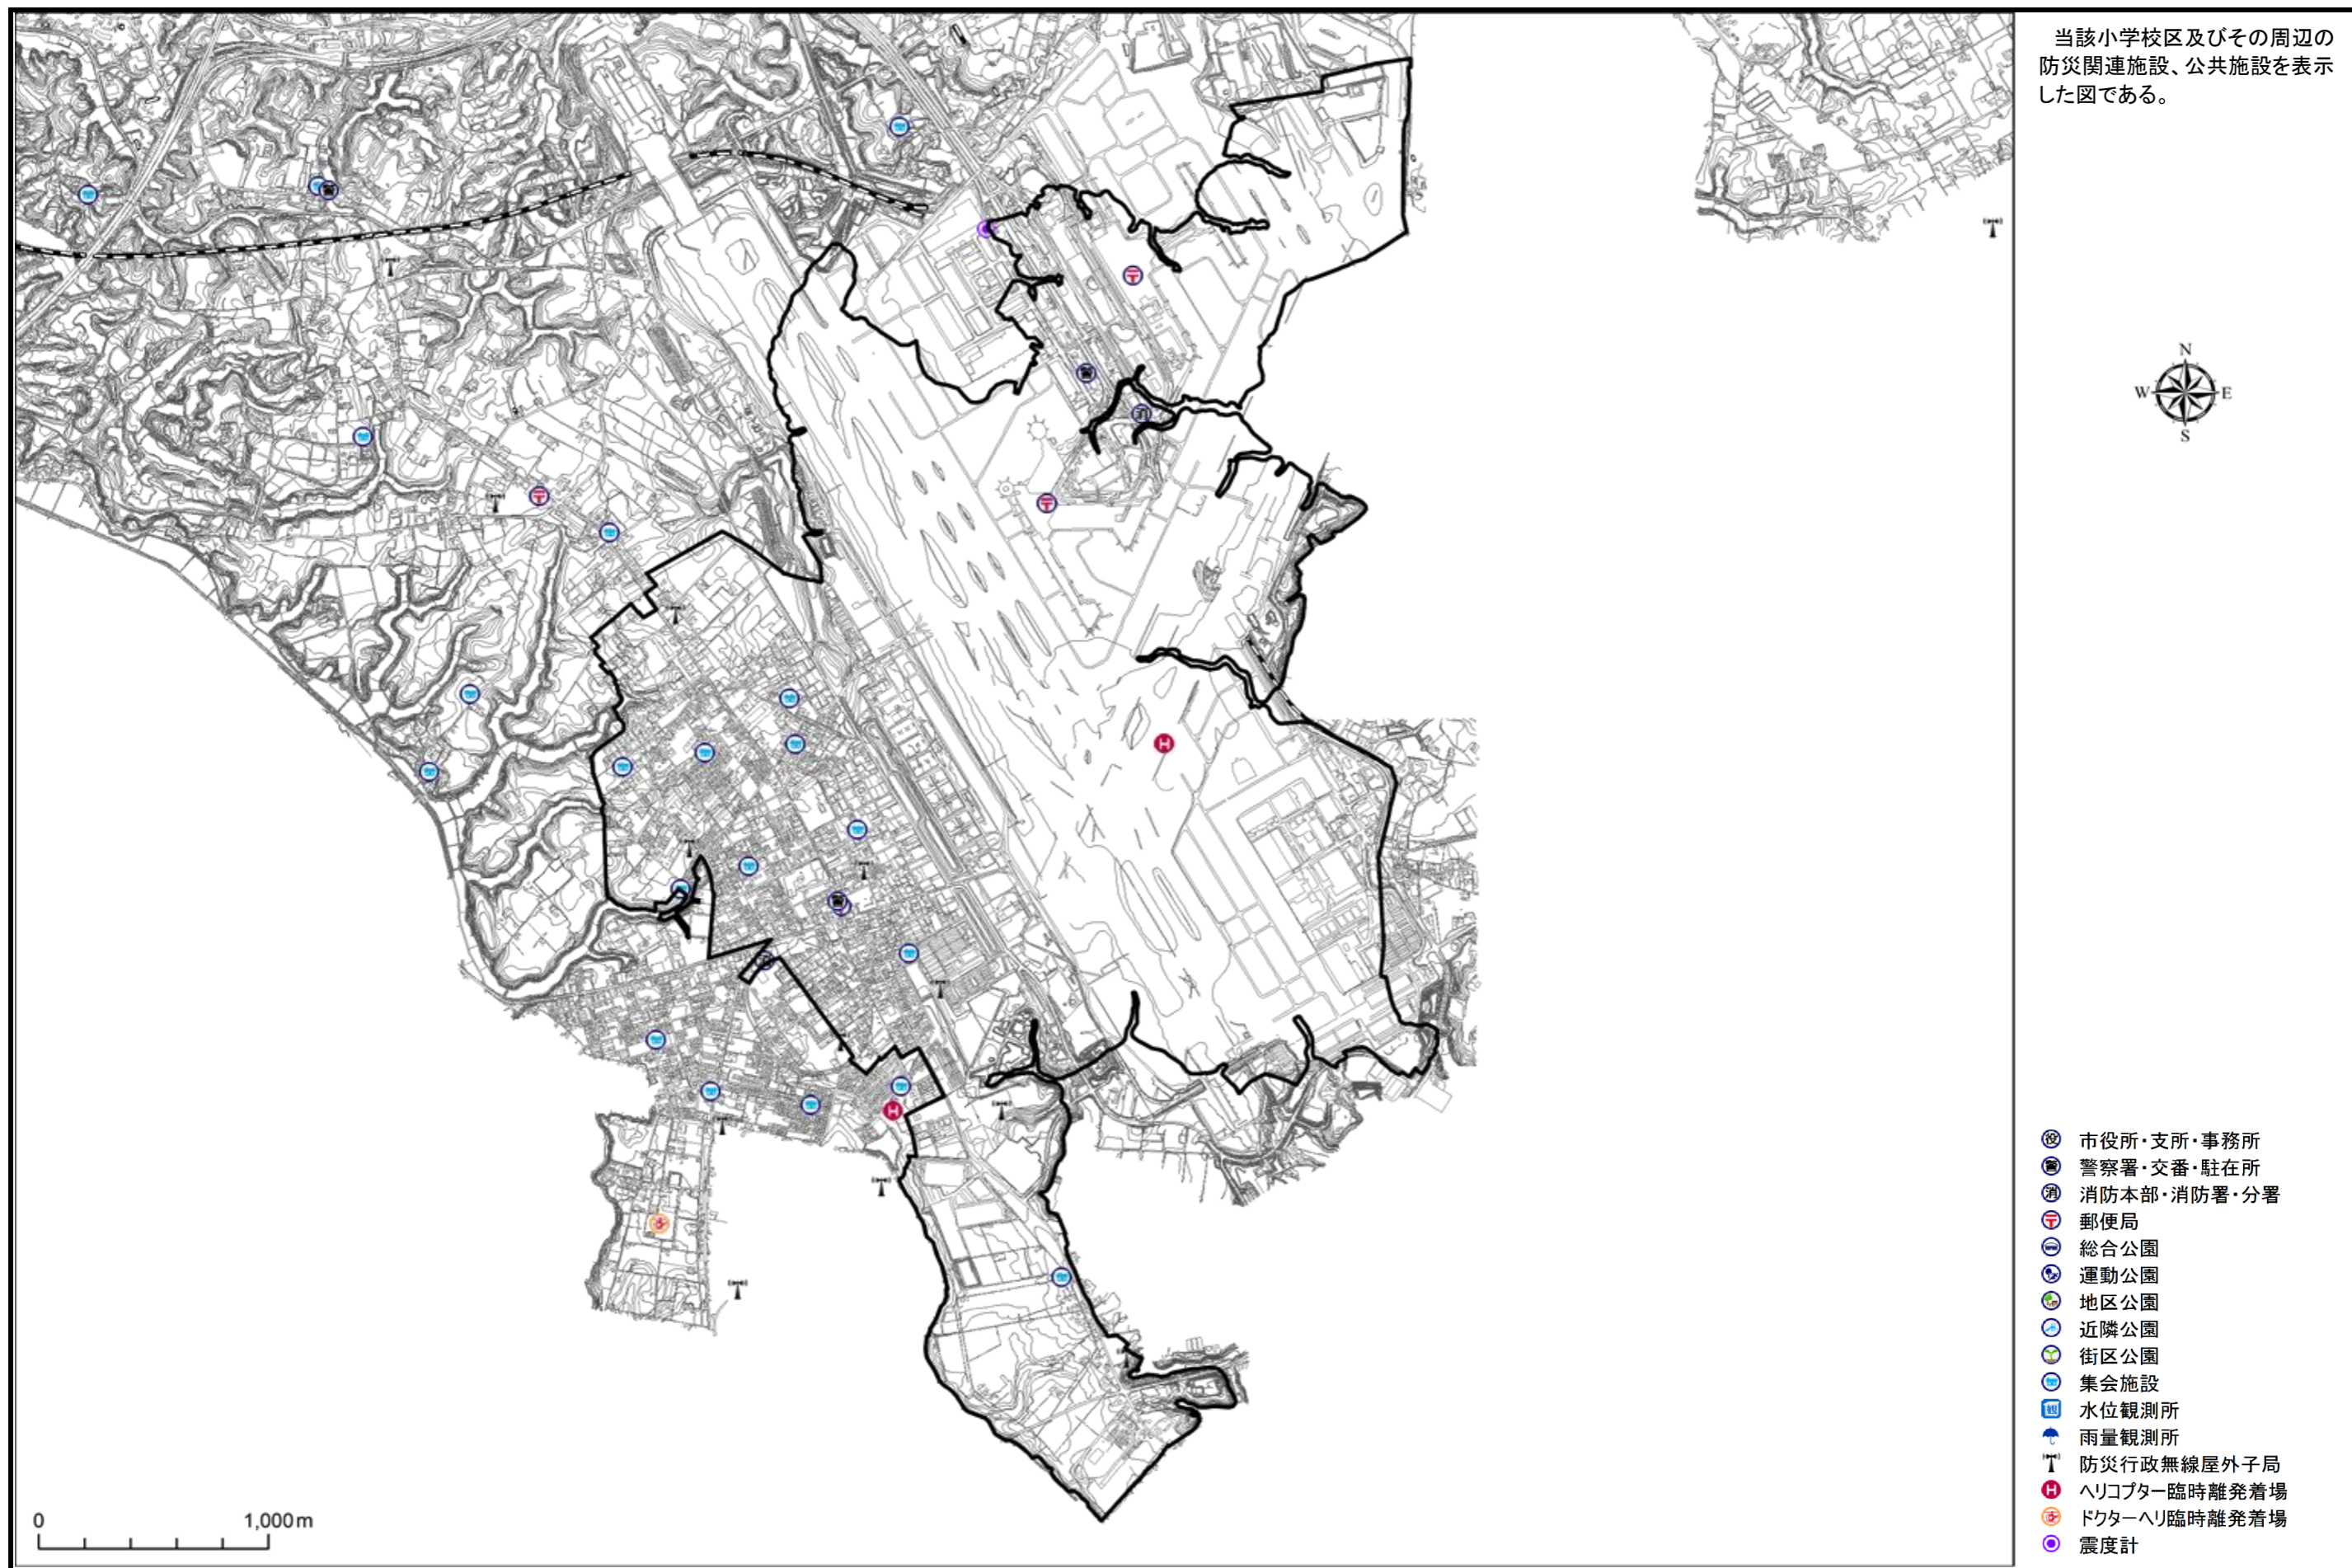 当該小学校区及びその周辺の
防災関連施設、公共施設を表示
した図である。
N
W
E
S
役 市役所・支所・事務所
警察署・交番・駐在所
消 消防本部・消防署・分署
郵便局
総合公園
運動公園
地区公園
近隣公園
街区公園
集会施設
観 水位観測所
雨量観測所
防災行政無線屋外子局
H ヘリコプター臨時離発着場
ドクターヘリ臨時離発着場
震度計
H
H
0 1,000m